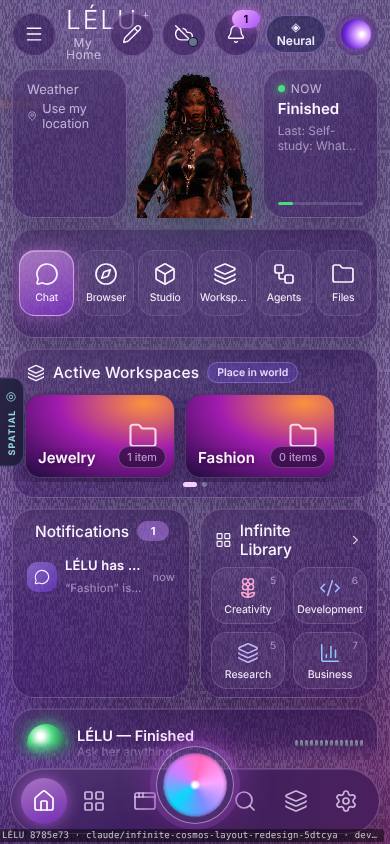 LÉLU +
My
Home
1
Neural
Weather
Use my
location
NOW
Finished
Last: Self-
study: What...
Chat
Browser
Studio
Worksp...
Agents
Files
Active Workspaces
Place in world
SPATIAL
Jewelry
1 item
Fashion
0 items
Notifications
1
LÉLU has ...
now
“Fashion” is...
Infinite
Library
5
Creativity
6
Development
5
Research
7
Business
LÉLU — Finished
Ask her anything
LÉLU 8785e73 · claude/infinite-cosmos-layout-redesign-5dtcya · dev…